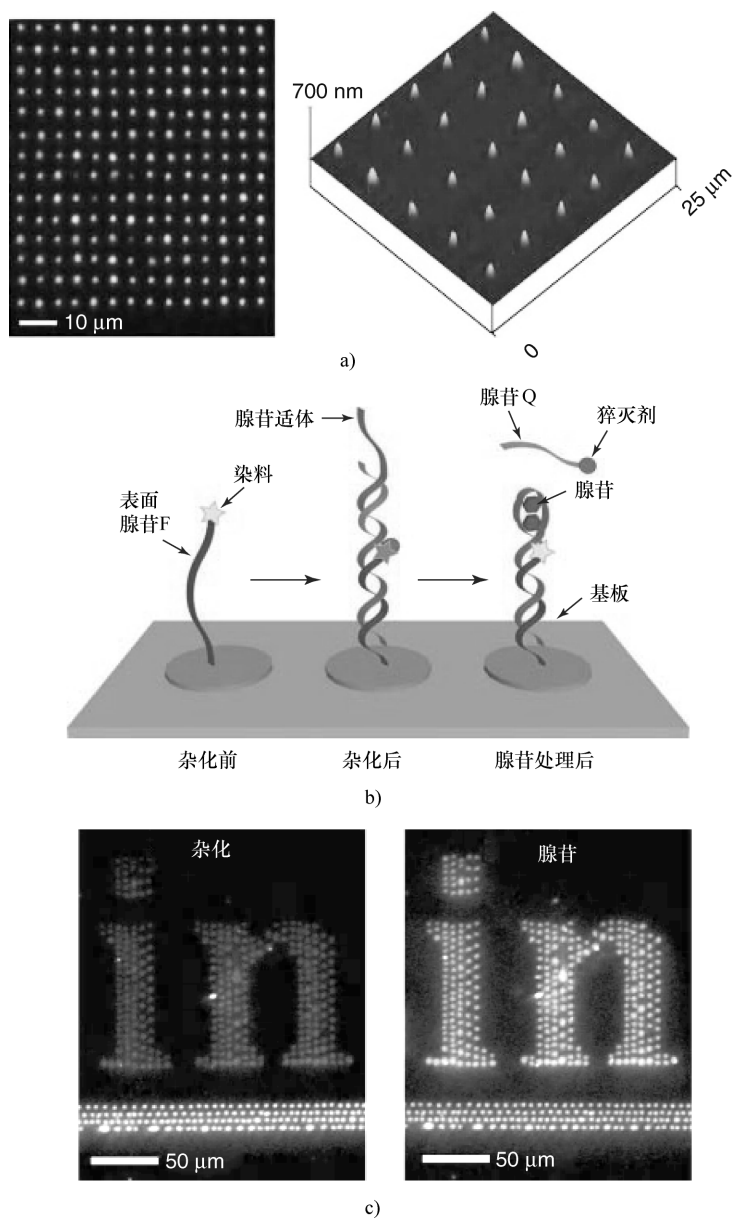 700 nm
10 μm
25 μm
0
a)
腺苷适体
腺苷Q
猝灭剂
染料
腺苷
表面
腺苷F
基板
杂化前
杂化后
腺苷处理后
b)
杂化
腺苷
in
in
50 μm
50 μm
c)